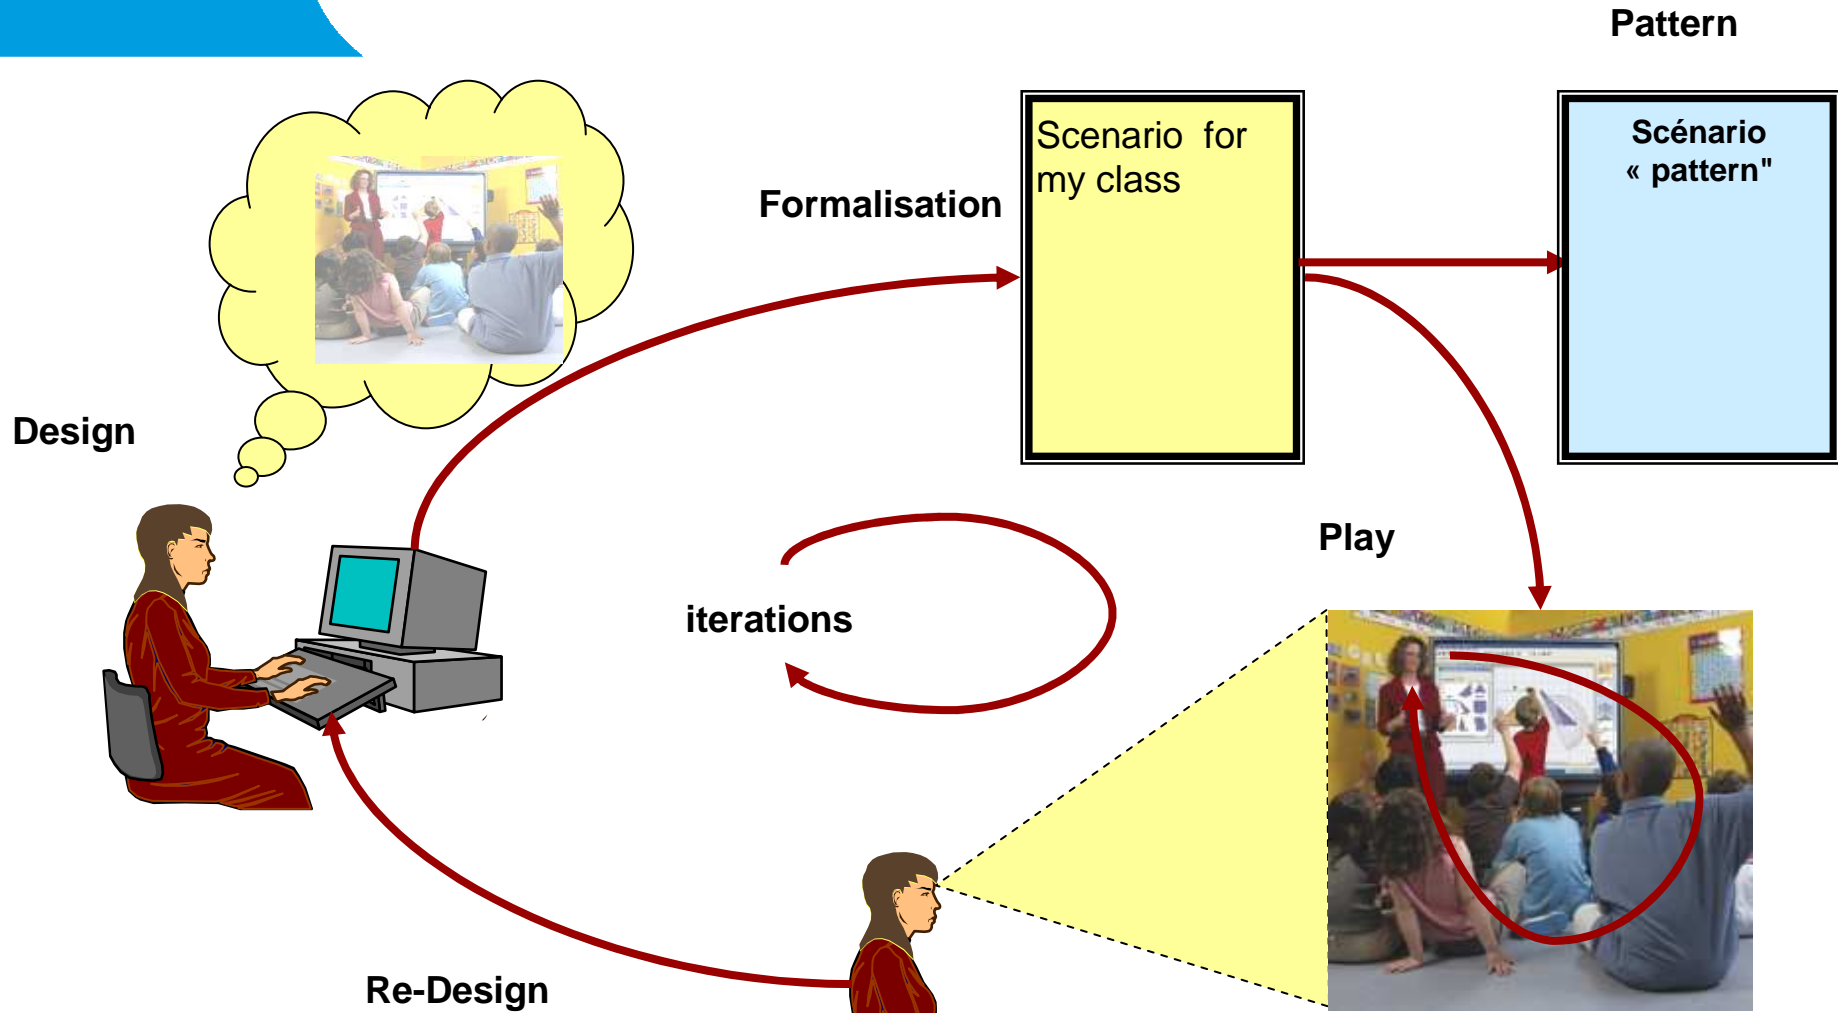 Pattern
Scenario for
my class
Scénario
« pattern"
Formalisation
Design
Play
iterations
Re-Design